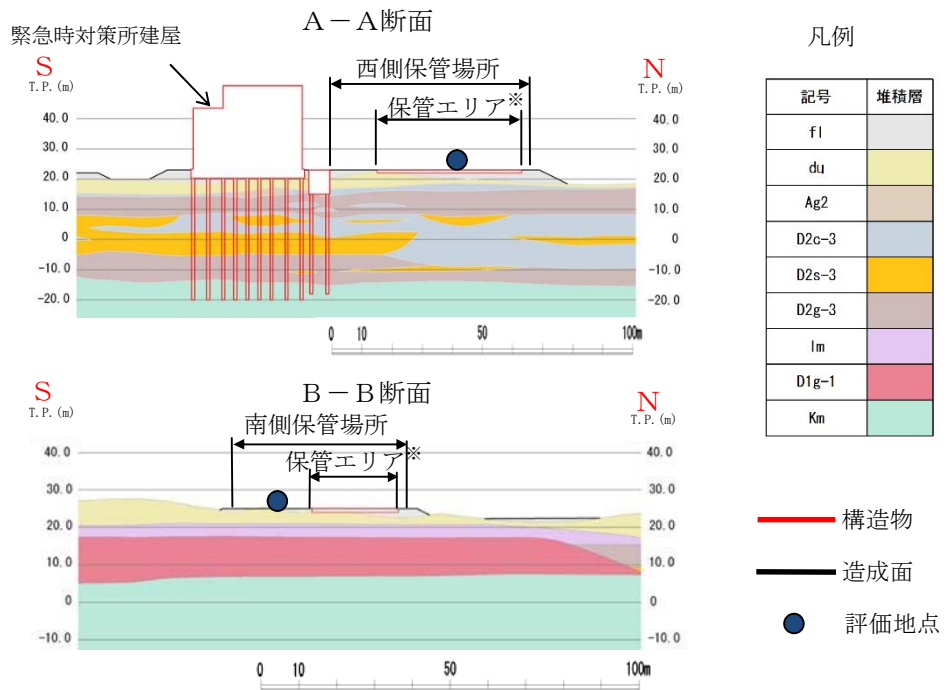 A－A断面
緊急時対策所建屋
S
T.P.(m)
N
T.P.(m)
西側保管場所
保管エリア※
40.0
30.0
20.0
10.0
0
-10.0
-20.0
40.0
30.0
20.0
10.0
0
-10.0
-20.0
0 10 50 100m
B－B断面
S
T.P.(m)
N
T.P.(m)
南側保管場所
保管エリア※
40.0
30.0
20.0
10.0
0
-10.0
40.0
30.0
20.0
10.0
0
-10.0
0 10 50 100m
凡例
記号 堆積層
fl
du
Ag2
D2c-3
D2s-3
D2g-3
lm
D1g-1
Km
構造物
造成面
評価地点